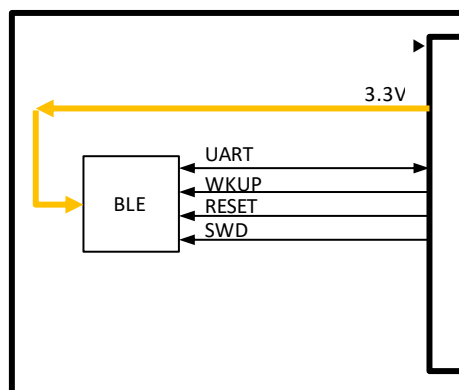 3.3V
UART
WKUP
BLE
RESET
SWD